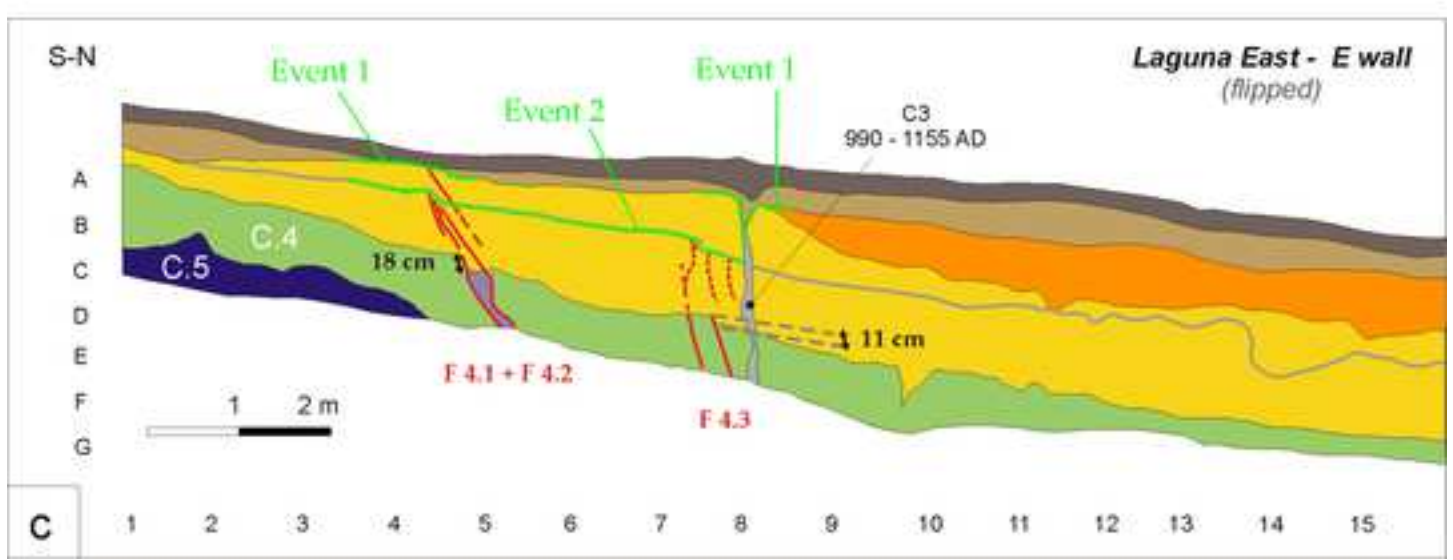 S-N
Laguna East - E wall
(flipped)
Event 1
Event 2
Event 1
C3
990 - 1155 AD
A
B
C
D
E
F
G
C.4
C.5
18 cm
11 cm
F 4.1 + F 4.2
F 4.3
1 2 m
C
1 2 3 4 5 6 7 8 9 10 11 12 13 14 15